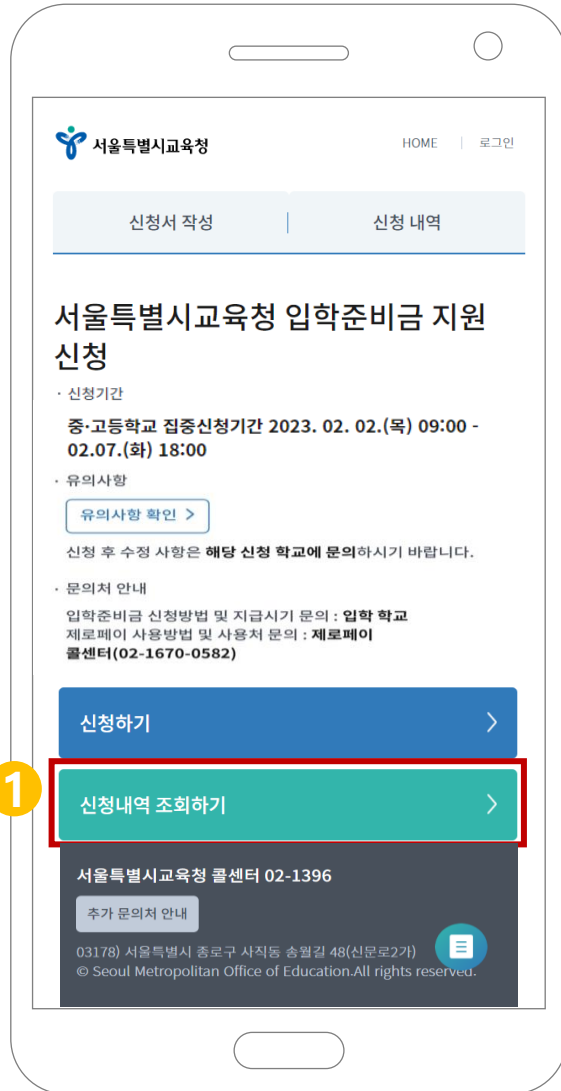 서울특별시교육청
HOME | 로그인
신청서 작성 | 신청 내역
서울특별시교육청 입학준비금 지원
신청
· 신청기간
중·고등학교 집중신청기간 2023. 02. 02.(목) 09:00 -
02.07.(화) 18:00
· 유의사항
유의사항 확인 >
신청 후 수정 사항은 해당 신청 학교에 문의하시기 바랍니다.
· 문의처 안내
입학준비금 신청방법 및 지급시기 문의 : 입학 학교
제로페이 사용방법 및 사용처 문의 : 제로페이
콜센터(02-1670-0582)
신청하기 >
1
신청내역 조회하기 >
서울특별시교육청 콜센터 02-1396
추가 문의처 안내
03178) 서울특별시 종로구 사직동 송월길 48(신문로2가)
© Seoul Metropolitan Office of Education.All rights reserved.